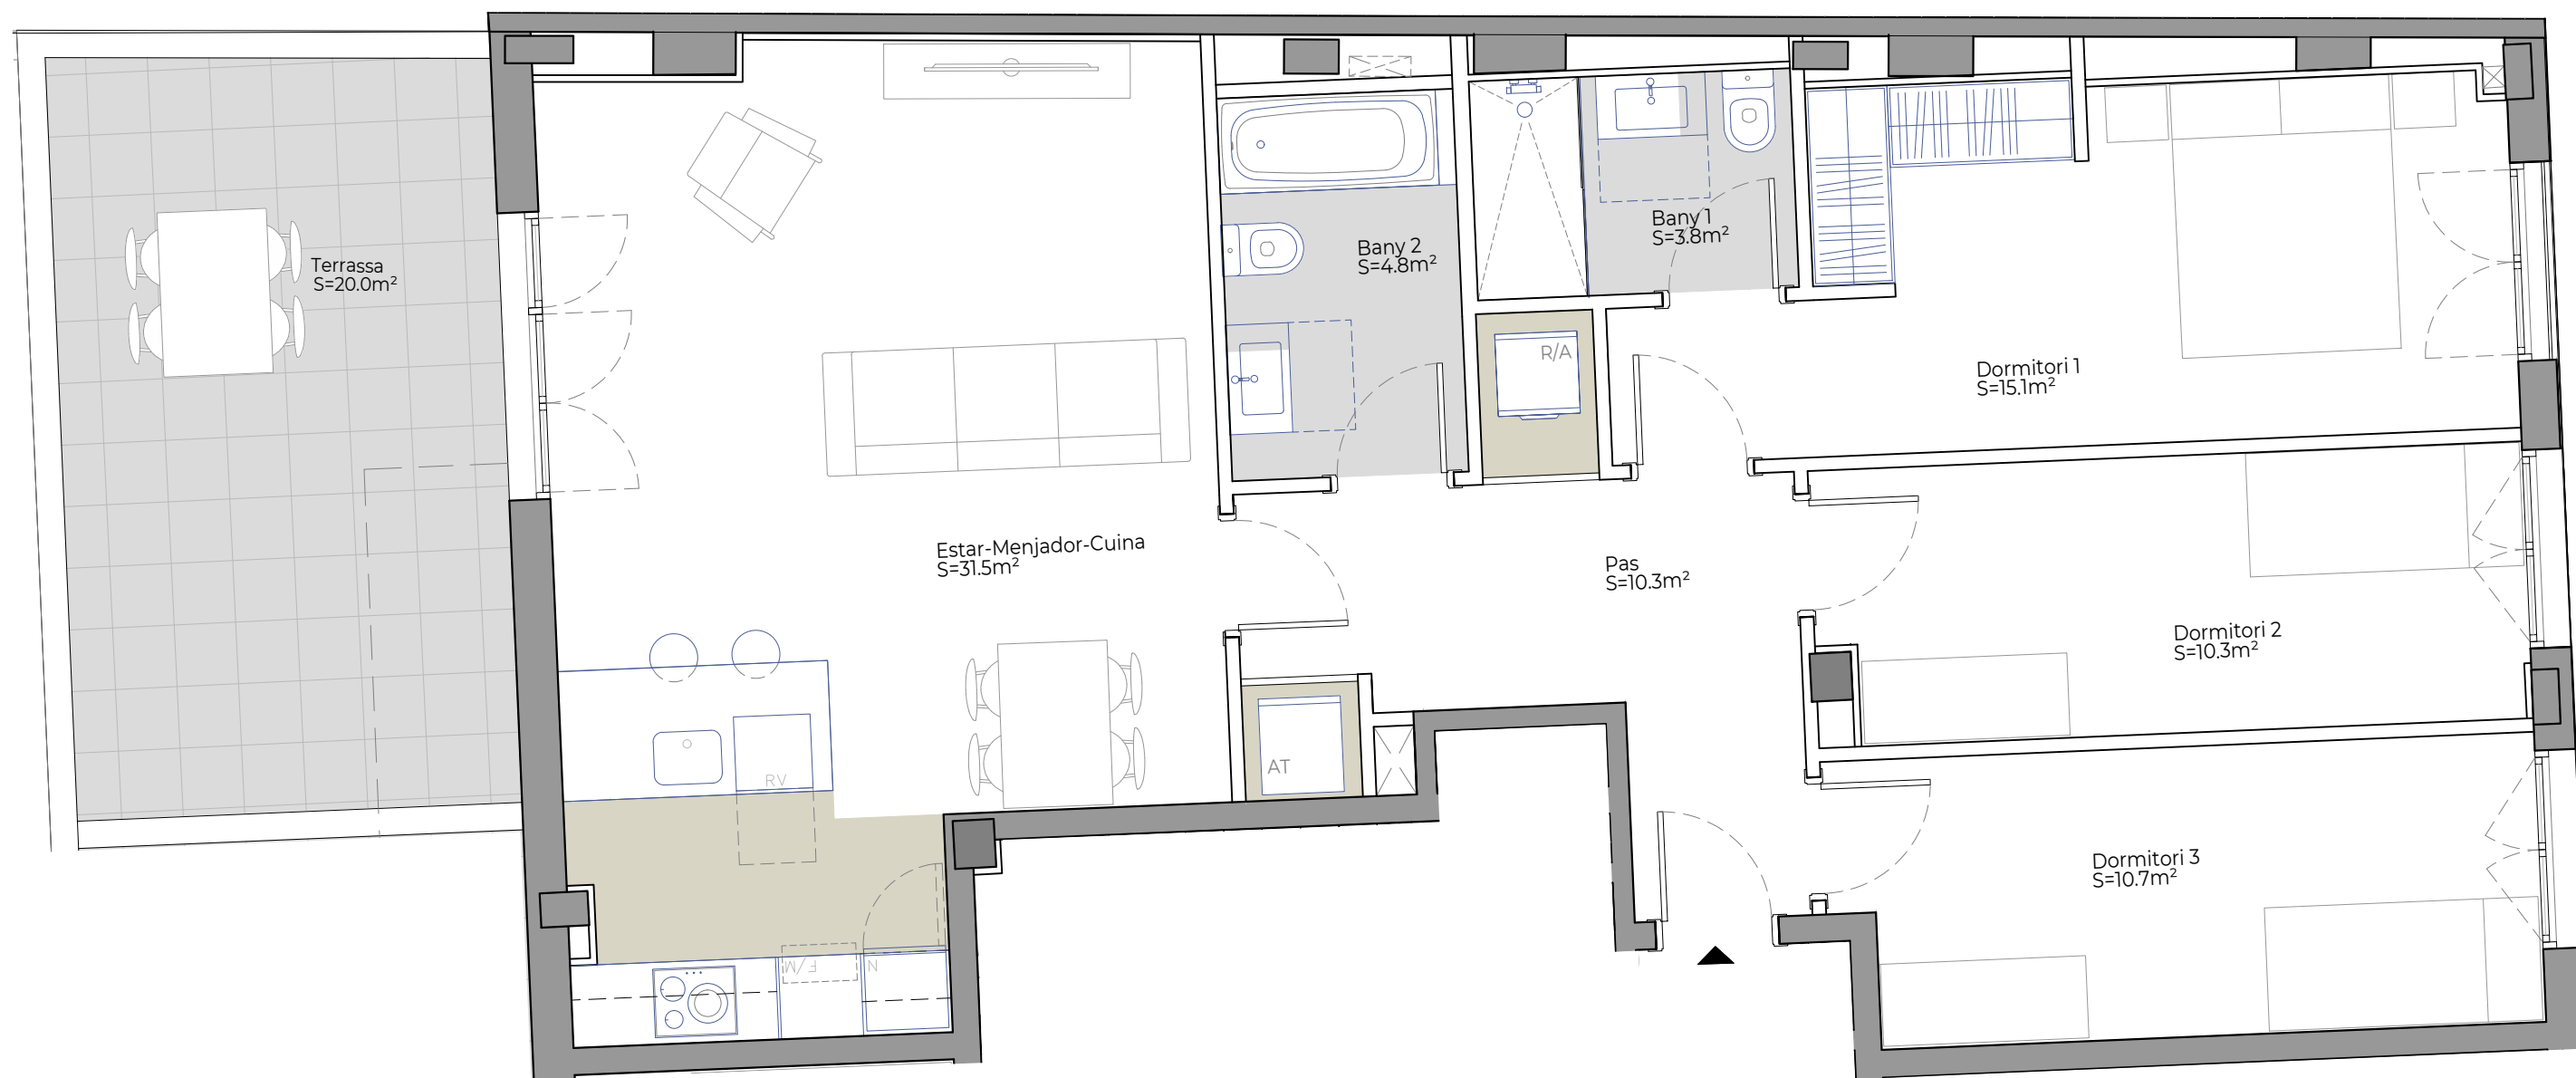 Terrassa
S=20.0m²
Estar-Menjador-Cuina
S=31.5m²
Bany 2
S=4.8m²
Bany 1
S=3.8m²
R/A
Dormitori 1
S=15.1m²
Pas
S=10.3m²
Dormitori 2
S=10.3m²
Dormitori 3
S=10.7m²
AT
RV
F/M
N